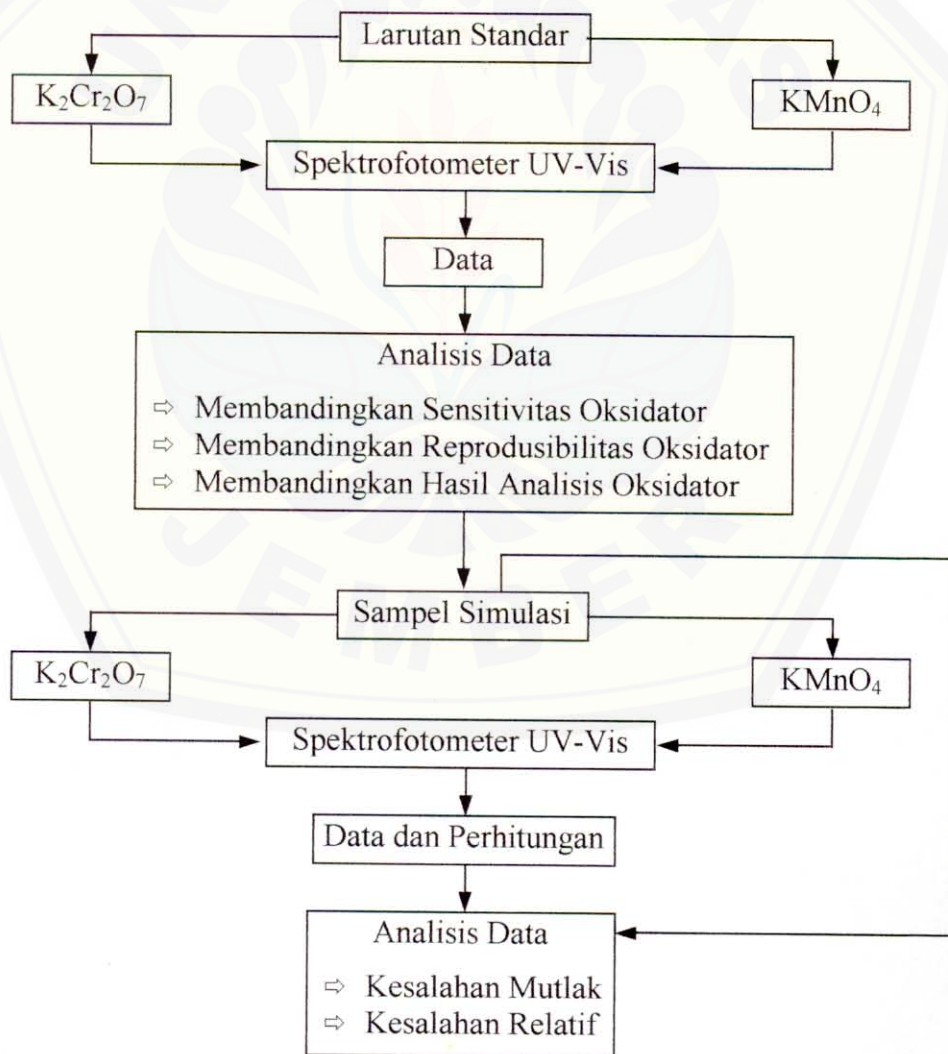 Larutan Standar
K₂Cr₂O₇
KMnO₄
Spektrofotometer UV-Vis
Data
Analisis Data
⇨ Membandingkan Sensitivitas Oksidator
⇨ Membandingkan Reprodusibilitas Oksidator
⇨ Membandingkan Hasil Analisis Oksidator
JEMBER
Sampel Simulasi
K₂Cr₂O₇
KMnO₄
Spektrofotometer UV-Vis
Data dan Perhitungan
Analisis Data
⇨ Kesalahan Mutlak
⇨ Kesalahan Relatif